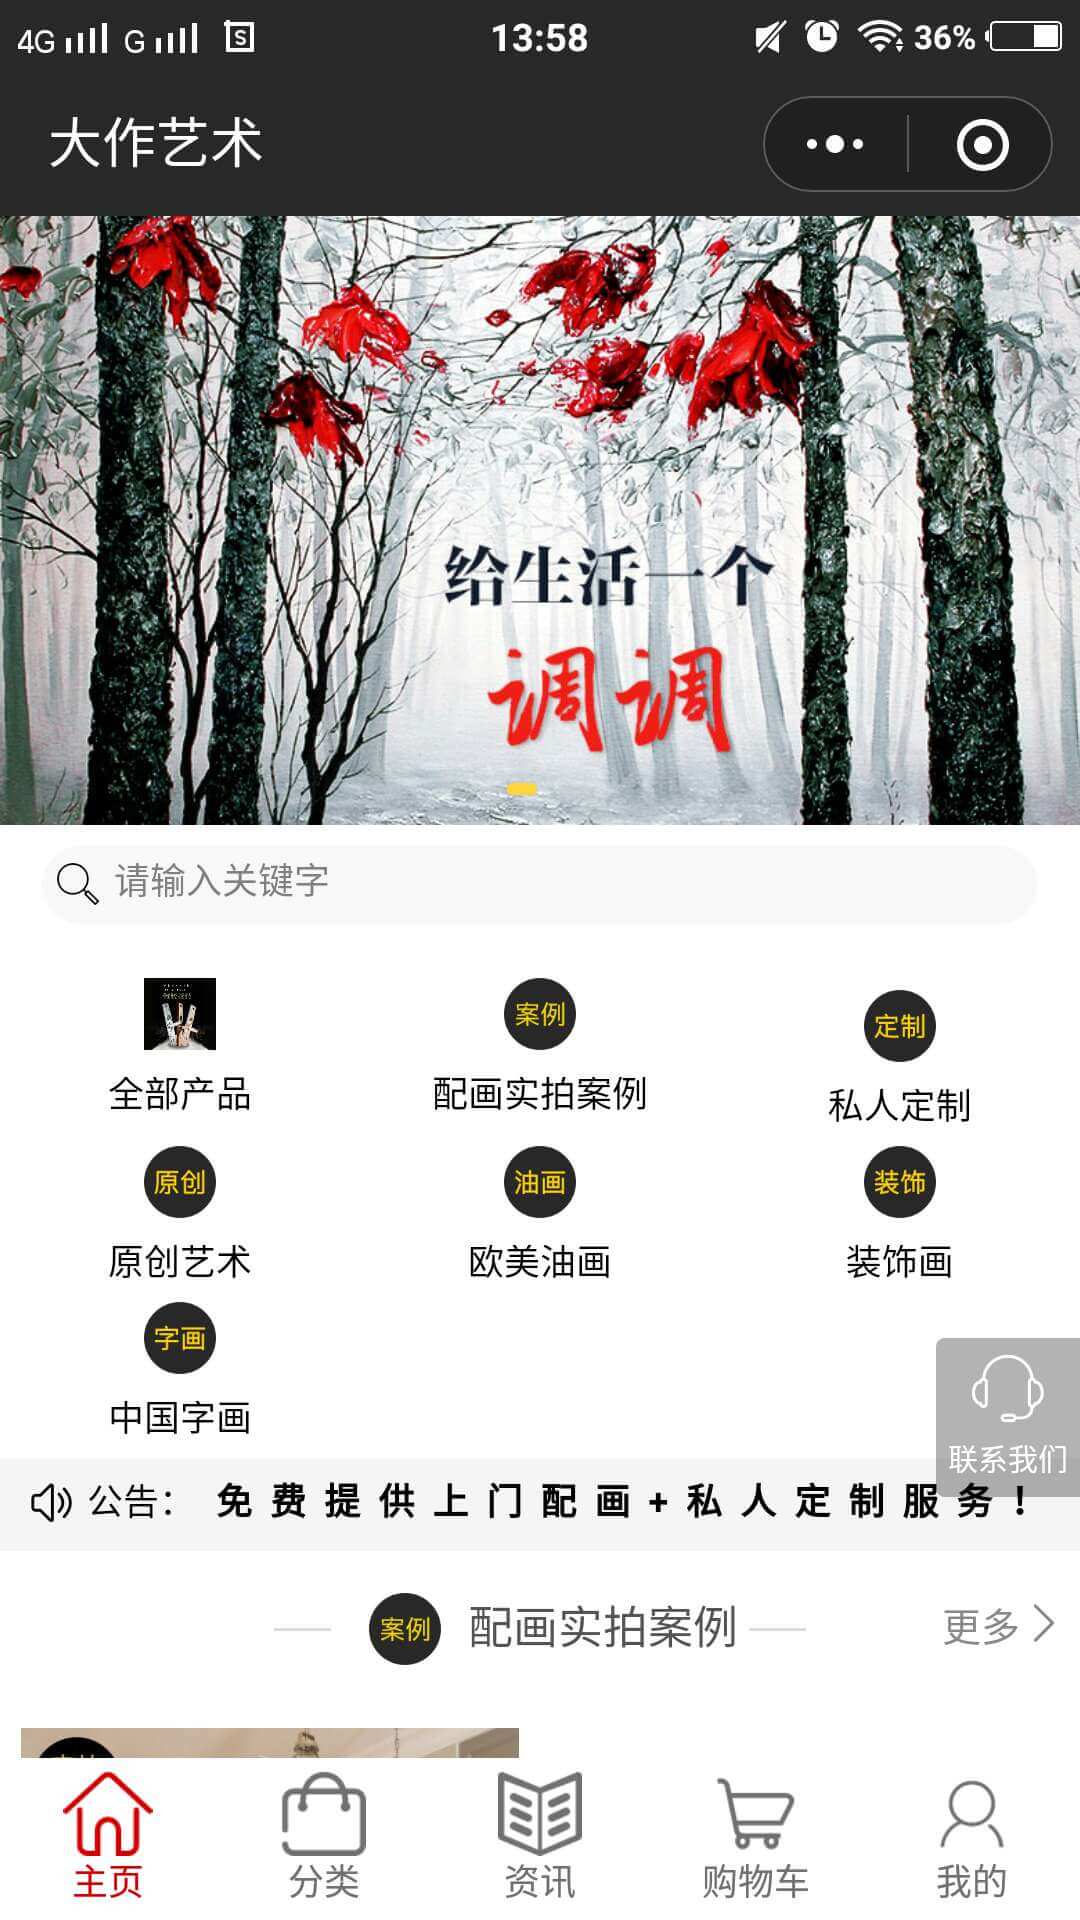 4G G S 13:58 36%
大作艺术
给生活一个
调调
请输入关键字
全部产品
案例
配画实拍案例
定制
私人定制
原创
原创艺术
油画
欧美油画
装饰
装饰画
字画
中国字画
联系我们
公告： 免费提供上门配画+私人定制服务！
案例 配画实拍案例 更多
主页 分类 资讯 购物车 我的